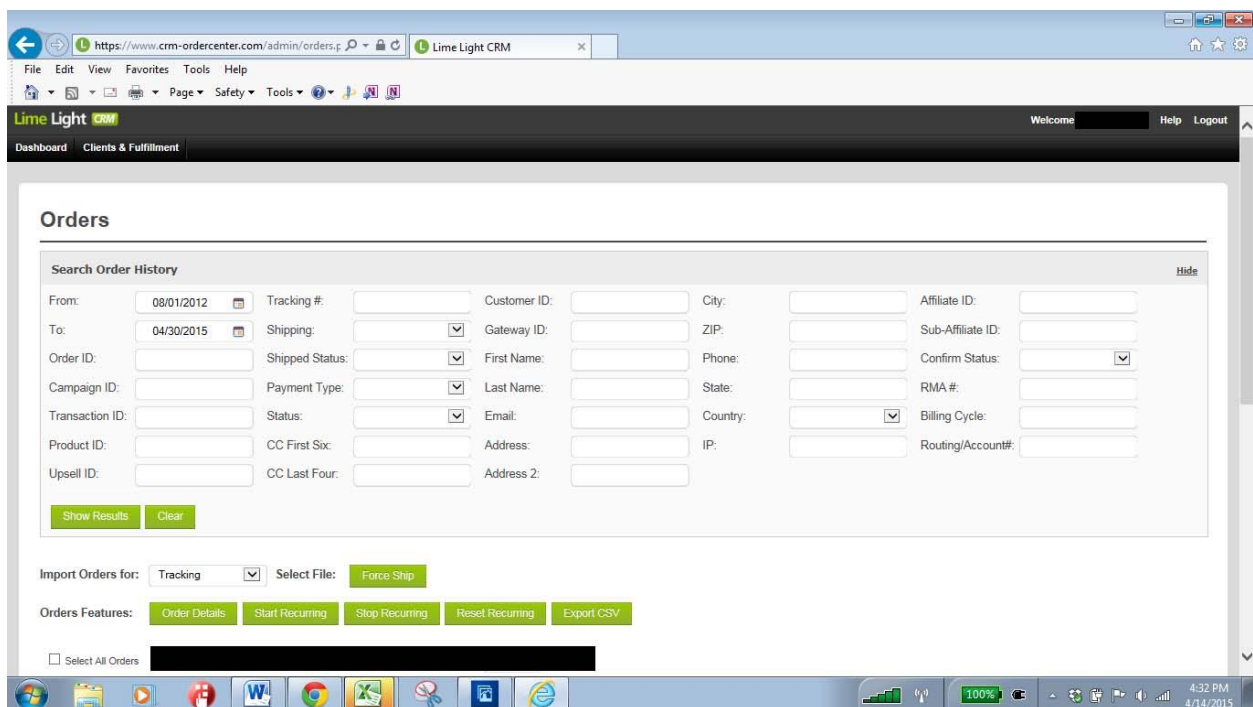 https://www.crm-ordercenter.com/admin/orders.p
Lime Light CRM
File Edit View Favorites Tools Help
Page Safety Tools
Lime Light CRM
Welcome
Help Logout
Dashboard Clients & Fulfillment
Orders
Search Order History Hide
From: 08/01/2012 Tracking #: Customer ID: City: Affiliate ID:
To: 04/30/2015 Shipping: Gateway ID: ZIP: Sub-Affiliate ID:
Order ID: Shipped Status: First Name: Phone: Confirm Status:
Campaign ID: Payment Type: Last Name: State: RMA #:
Transaction ID: Status: Email: Country: Billing Cycle:
Product ID: CC First Six: Address: IP: Routing/Account#:
Upsell ID: CC Last Four: Address 2:
Show Results Clear
Import Orders for: Tracking Select File: Force Ship
Orders Features: Order Details Start Recurring Stop Recurring Reset Recurring Export CSV
Select All Orders
100%
4:32 PM
4/14/2015